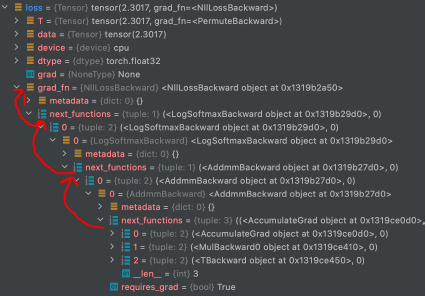 loss = {Tensor} tensor(2.3017, grad_fn=<NllLossBackward>)
T = {Tensor} tensor(2.3017, grad_fn=<PermuteBackward>)
data = {Tensor} tensor(2.3017)
device = {device} cpu
dtype = {dtype} torch.float32
grad = {NoneType} None
grad_fn = {NllLossBackward} <NllLossBackward object at 0x1319b2a50>
metadata = {dict: 0} {}
next_functions = {tuple: 1} (<LogSoftmaxBackward object at 0x1319b29d0>, 0)
0 = {tuple: 2} (<LogSoftmaxBackward object at 0x1319b29d0>, 0)
0 = {LogSoftmaxBackward} <LogSoftmaxBackward object at 0x1319b29d0>
metadata = {dict: 0} {}
next_functions = {tuple: 1} (<AddmmBackward object at 0x1319b27d0>, 0)
0 = {tuple: 2} (<AddmmBackward object at 0x1319b27d0>, 0)
0 = {AddmmBackward} <AddmmBackward object at 0x1319b27d0>
metadata = {dict: 0} {}
next_functions = {tuple: 3} ((<AccumulateGrad object at 0x1319ce0d0>,
0 = {tuple: 2} (<AccumulateGrad object at 0x1319ce0d0>, 0)
1 = {tuple: 2} (<MulBackward0 object at 0x1319ce410>, 0)
2 = {tuple: 2} (<TBackward object at 0x1319ce450>, 0)
__len__ = {int} 3
requires_grad = {bool} True